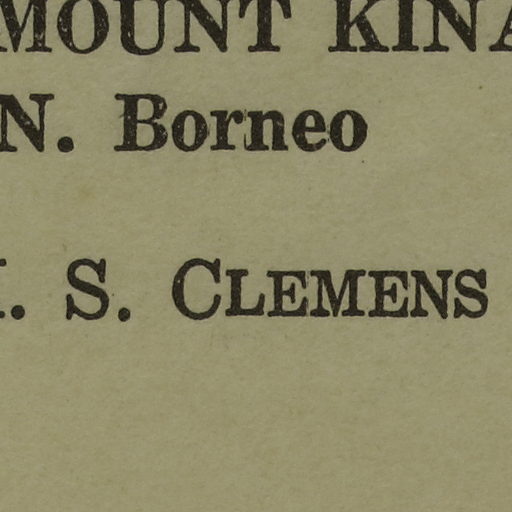 MOUNT KINA
N. Borneo
. S. CLEMENS